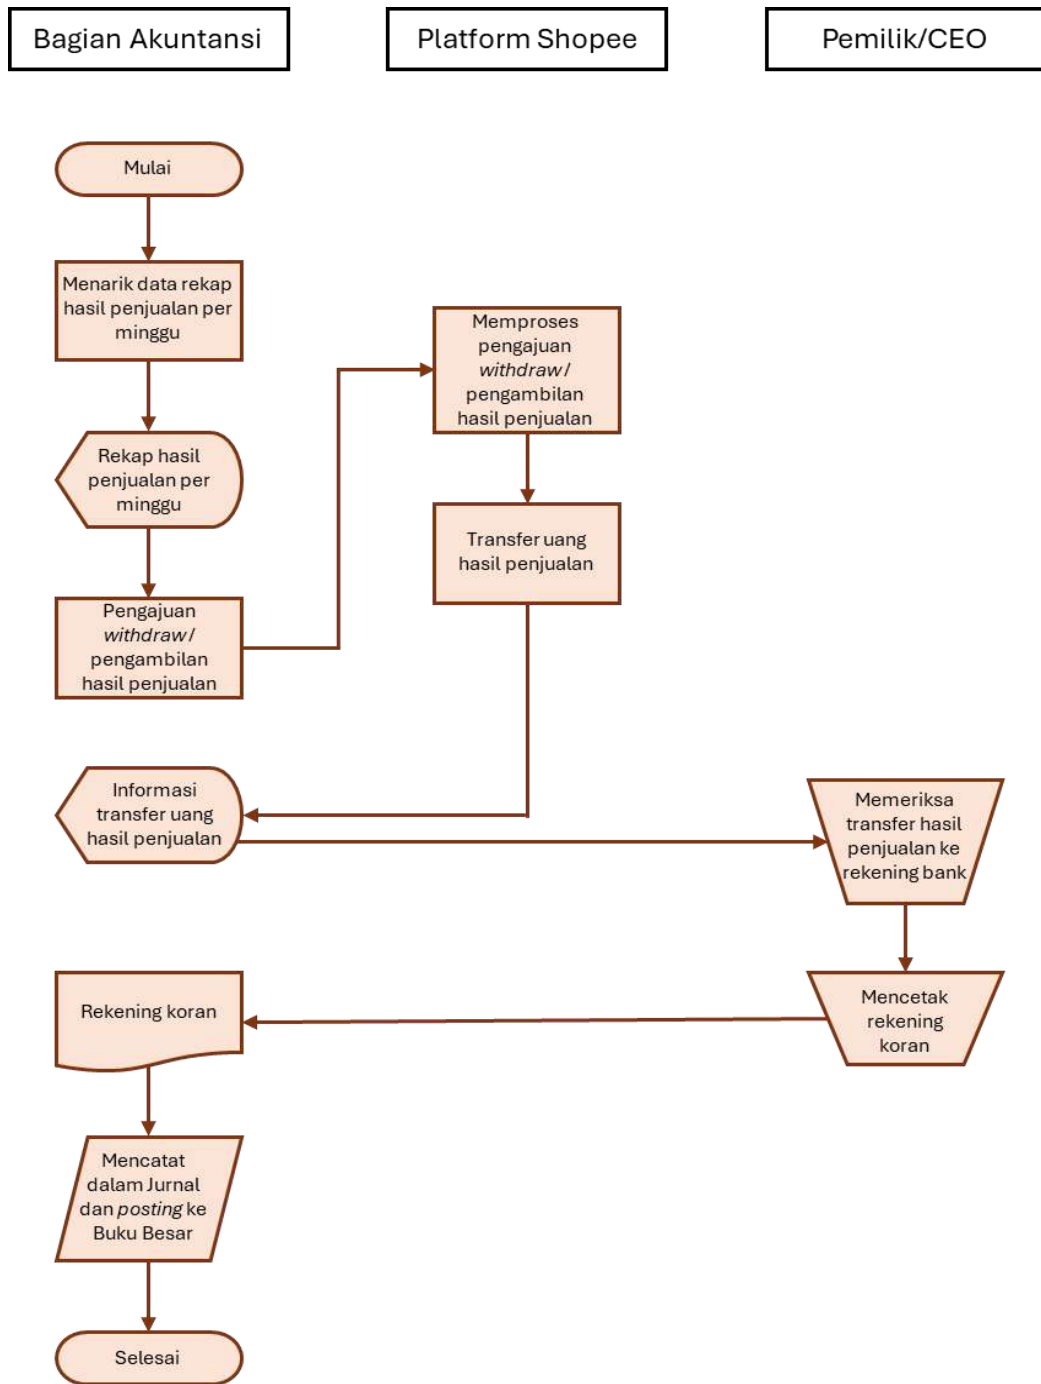 Bagian Akuntansi
Platform Shopee
Pemilik/CEO
Mulai
Menarik data rekap
hasil penjualan per
minggu
Memproses
pengajuan
withdraw/
pengambilan
hasil penjualan
Rekap hasil
penjualan per
minggu
Transfer uang
hasil penjualan
Pengajuan
withdraw/
pengambilan
hasil penjualan
Informasi
transfer uang
hasil penjualan
Memeriksa
transfer hasil
penjualan ke
rekening bank
Rekening koran
Mencetak
rekening
koran
Mencatat
dalam Jurnal
dan posting ke
Buku Besar
Selesai